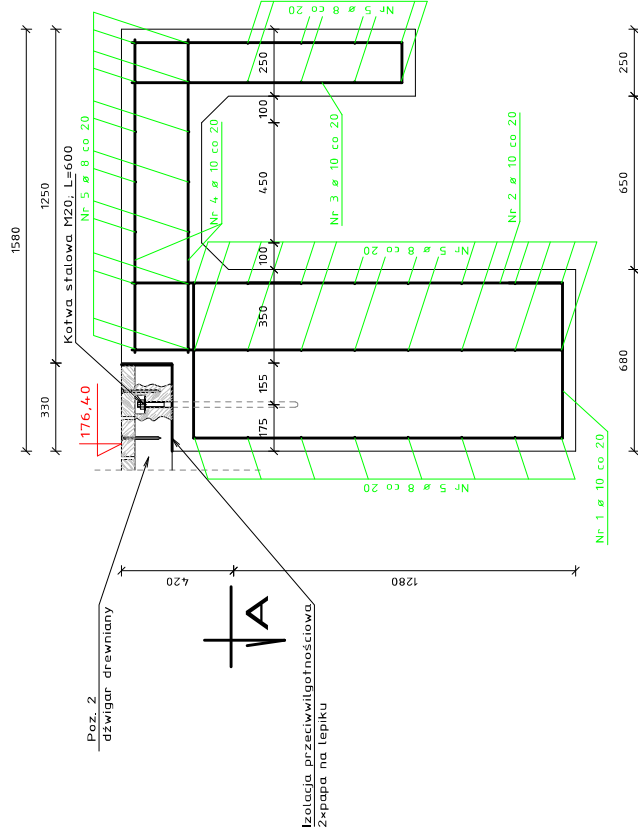 1580
1250
330
Nr 5 ø 8 co 20
Kotwa stalowa M20, L=600
176,40
Nr 5 ø 8 co 20
250
100
450
100
350
155
175
Nr 4 ø 10 co 20
Nr 3 ø 10 co 20
Nr 2 ø 10 co 20
Nr 5 ø 8 co 20
Nr 5 ø 8 co 20
Nr 1 ø 10 co 20
250
650
680
420
1280
A
Poz. 2
dźwigar drewniany
Izolacja przeciwwilgotnościowa
2×papa na lepiku